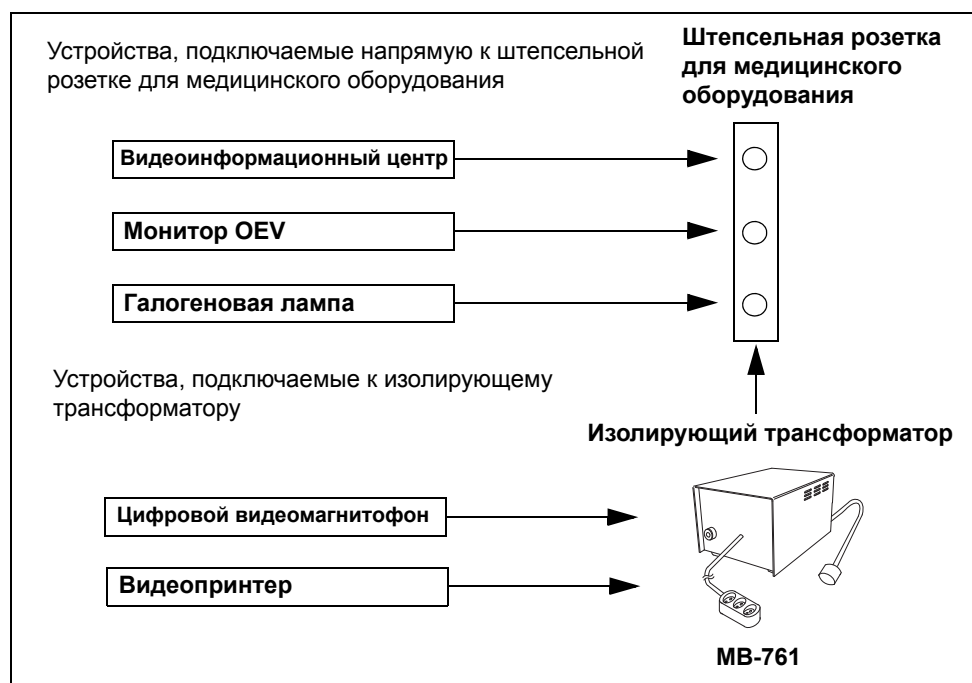 Устройства, подключаемые напрямую к штепсельной
розетке для медицинского оборудования
Штепсельная розетка
для медицинского
оборудования
Видеоинформационный центр
Монитор OEV
Галогеновая лампа
Устройства, подключаемые к изолирующему
трансформатору
Изолирующий трансформатор
Цифровой видеомагнитофон
Видеопринтер
MB-761